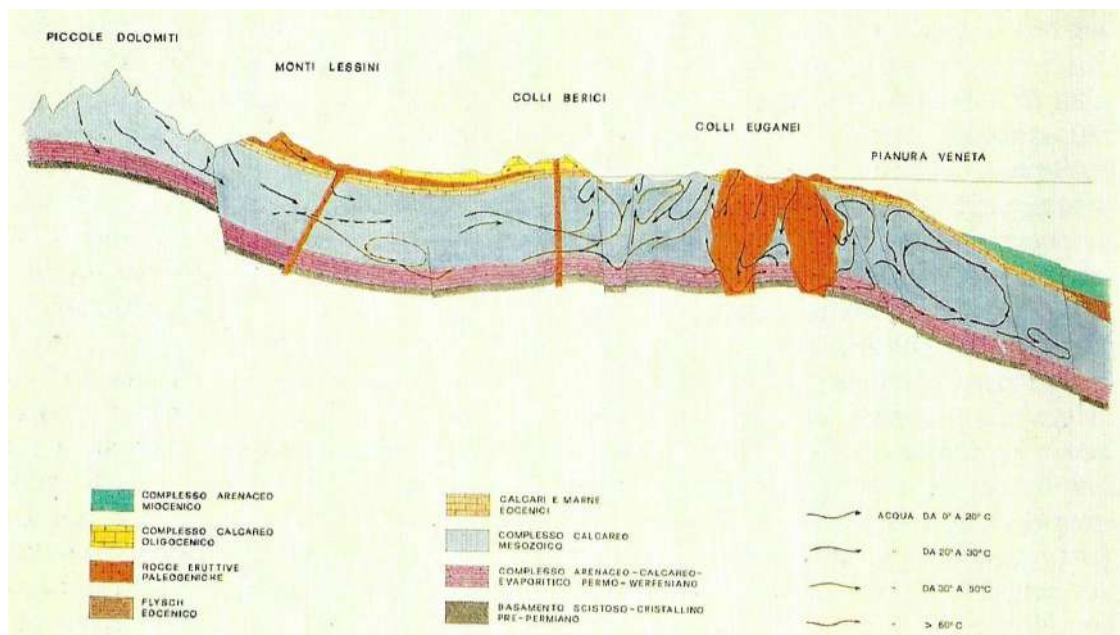 PICCOLE DOLOMITI
MONTI LESSINI
COLLI BERICI
COLLI EUGANEI
PIANURA VENETA
COMPLESSO ARENACEO
MIOCENICO
COMPLESSO CALCAREO
OLIGOCENICO
ROCCE ERUTTIVE
PALEOGENICHE
FLYSCH
EOCENICO
CALCARI E MARNE
EOCENICI
COMPLESSO CALCAREO
MESOZOICO
COMPLESSO ARENACEO-CALCAREO-
EVAPORITICO PERMO-WERFENIANO
BASAMENTO SCISTOSO-CRISTALLINO
PRE-PERMIANO
ACQUA DA 0° A 20°C
" DA 20° A 30°C
" DA 30° A 50°C
" > 60°C